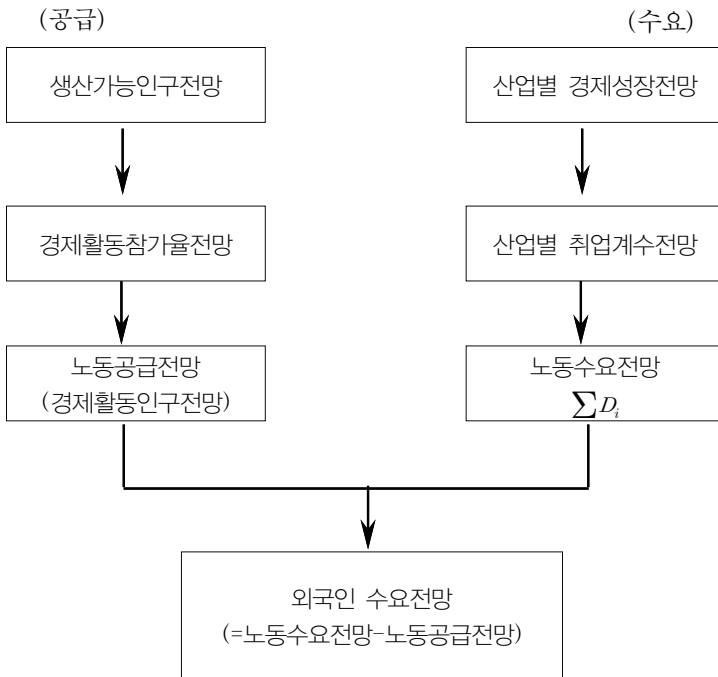 (공급)
(수요)
생산가능인구전망
산업별 경제성장전망
경제활동참가율전망
산업별 취업계수전망
노동공급전망
(경제활동인구전망)
노동수요전망
∑D_i
외국인 수요전망
(=노동수요전망-노동공급전망)